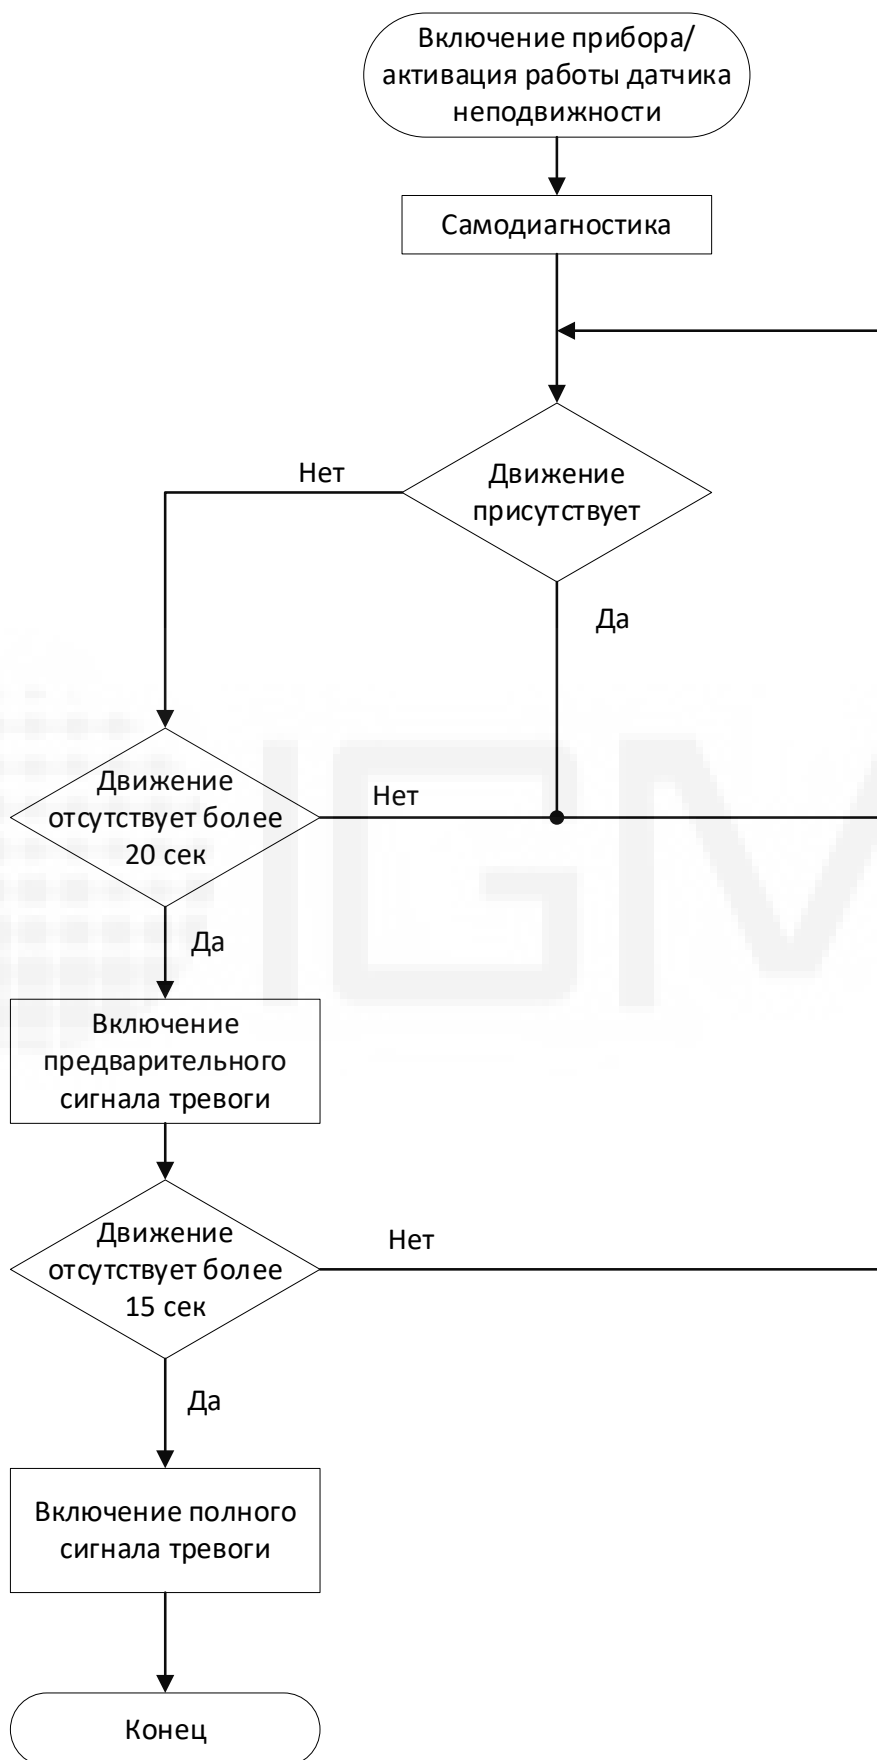 Включение прибора/
активация работы датчика
неподвижности
Самодиагностика
Нет
Движение
присутствует
Да
Движение
отсутствует более
20 сек
Нет
Да
Включение
предварительного
сигнала тревоги
Движение
отсутствует более
15 сек
Нет
Да
Включение полного
сигнала тревоги
Конец